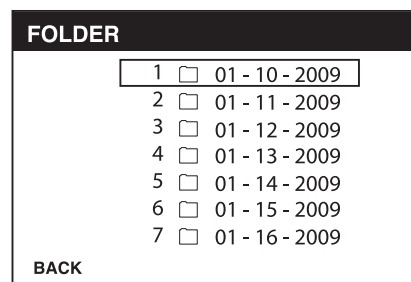 FOLDER
1 01 - 10 - 2009
2 01 - 11 - 2009
3 01 - 12 - 2009
4 01 - 13 - 2009
5 01 - 14 - 2009
6 01 - 15 - 2009
7 01 - 16 - 2009
BACK